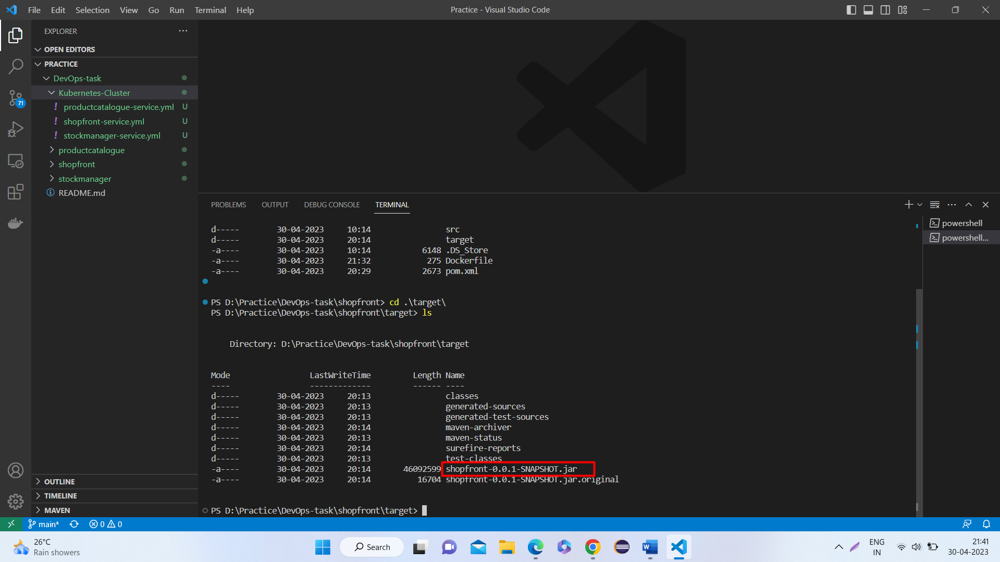 File Edit Selection View Go Run Terminal Help
Practice - Visual Studio Code
EXPLORER
OPEN EDITORS
PRACTICE
DevOps-task
Kubernetes-Cluster
71
! productcatalogue-service.yml U
! shopfront-service.yml U
! stockmanager-service.yml U
productcatalogue
shopfront
stockmanager
README.md
OUTLINE
TIMELINE
MAVEN
PROBLEMS OUTPUT DEBUG CONSOLE TERMINAL
powershell
powershell...
d----- 30-04-2023 10:14 src
d----- 30-04-2023 20:14 target
-a---- 30-04-2023 10:14 6148 .DS_Store
-a---- 30-04-2023 21:32 275 Dockerfile
-a---- 30-04-2023 20:29 2673 pom.xml
PS D:\Practice\DevOps-task\shopfront> cd .\target\
PS D:\Practice\DevOps-task\shopfront\target> ls
Directory: D:\Practice\DevOps-task\shopfront\target
Mode LastWriteTime Length Name
---- ------------- ------ ----
d----- 30-04-2023 20:13 classes
d----- 30-04-2023 20:13 generated-sources
d----- 30-04-2023 20:13 generated-test-sources
d----- 30-04-2023 20:14 maven-archiver
d----- 30-04-2023 20:13 maven-status
d----- 30-04-2023 20:14 surefire-reports
d----- 30-04-2023 20:13 test-classes
-a---- 30-04-2023 20:14 46092599 shopfront-0.0.1-SNAPSHOT.jar
-a---- 30-04-2023 20:14 16704 shopfront-0.0.1-SNAPSHOT.jar.original
PS D:\Practice\DevOps-task\shopfront\target>
main* 0 0
26°C
Rain showers
Search
ENG
IN
21:41
30-04-2023